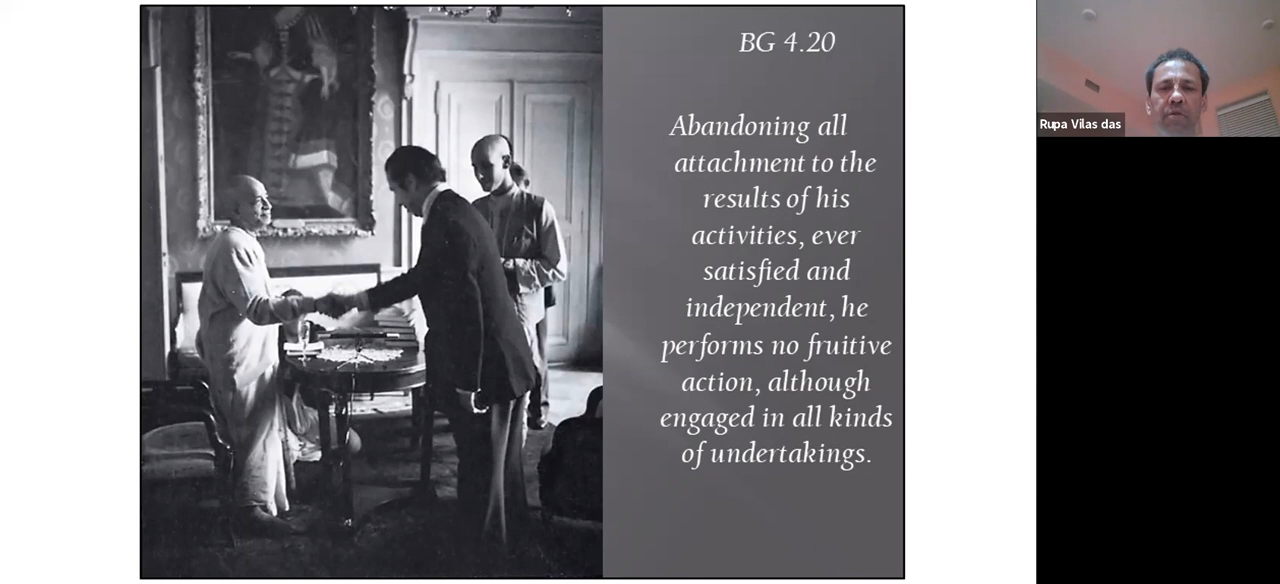 BG 4.20
Abandoning all
attachment to the
results of his
activities, ever
satisfied and
independent, he
performs no fruitive
action, although
engaged in all kinds
of undertakings.
Rupa Vilas das